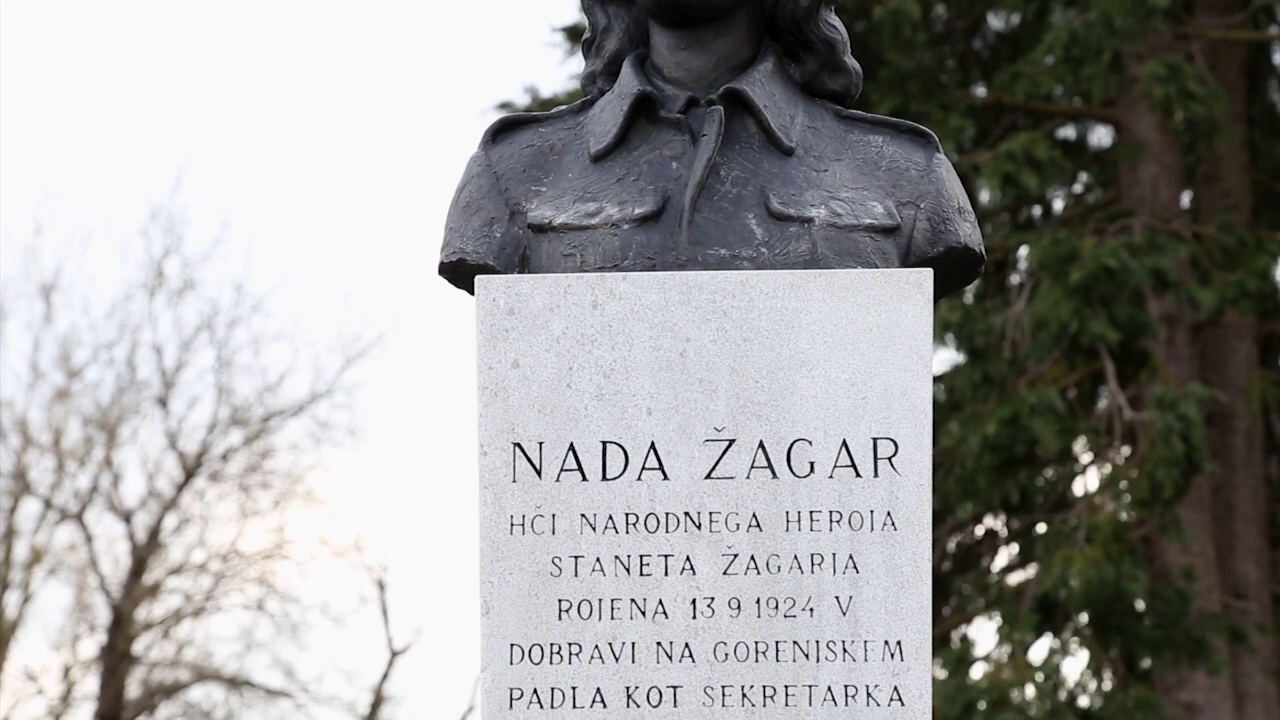 NADA ŽAGAR
HČI NARODNEGA HEROJA
STANETA ŽAGARJA
ROJENA 13 9 1924 V
DOBRAVI NA GORENJSKEM
PADLA KOT SEKRETARKA